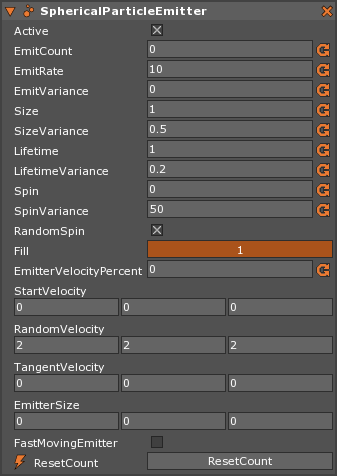 SphericalParticleEmitter
Active
EmitCount 0
EmitRate 10
EmitVariance 0
Size 1
SizeVariance 0.5
Lifetime 1
LifetimeVariance 0.2
Spin 0
SpinVariance 50
RandomSpin
Fill 1
EmitterVelocityPercent 0
StartVelocity
0 0 0
RandomVelocity
2 2 2
TangentVelocity
0 0 0
EmitterSize
0 0 0
FastMovingEmitter
ResetCount ResetCount